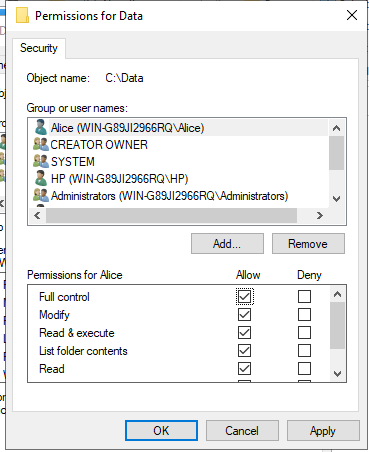 Permissions for Data
Security
Object name: C:\Data
Group or user names:
Alice (WIN-G89JI2966RQ\Alice)
CREATOR OWNER
SYSTEM
HP (WIN-G89JI2966RQ\HP)
Administrators (WIN-G89JI2966RQ\Administrators)
Add... Remove
Permissions for Alice Allow Deny
Full control
Modify
Read & execute
List folder contents
Read
OK Cancel Apply